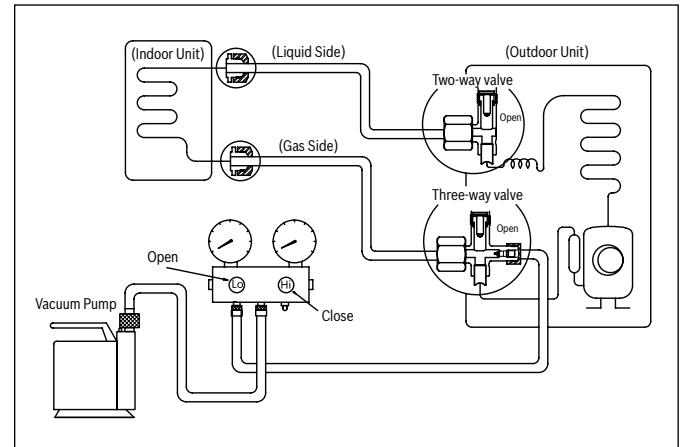 (Indoor Unit)
(Liquid Side)
(Outdoor Unit)
Two-way valve
Open
(Gas Side)
Three-way valve
Open
Open
Lo
Hi
Vacuum Pump
Close